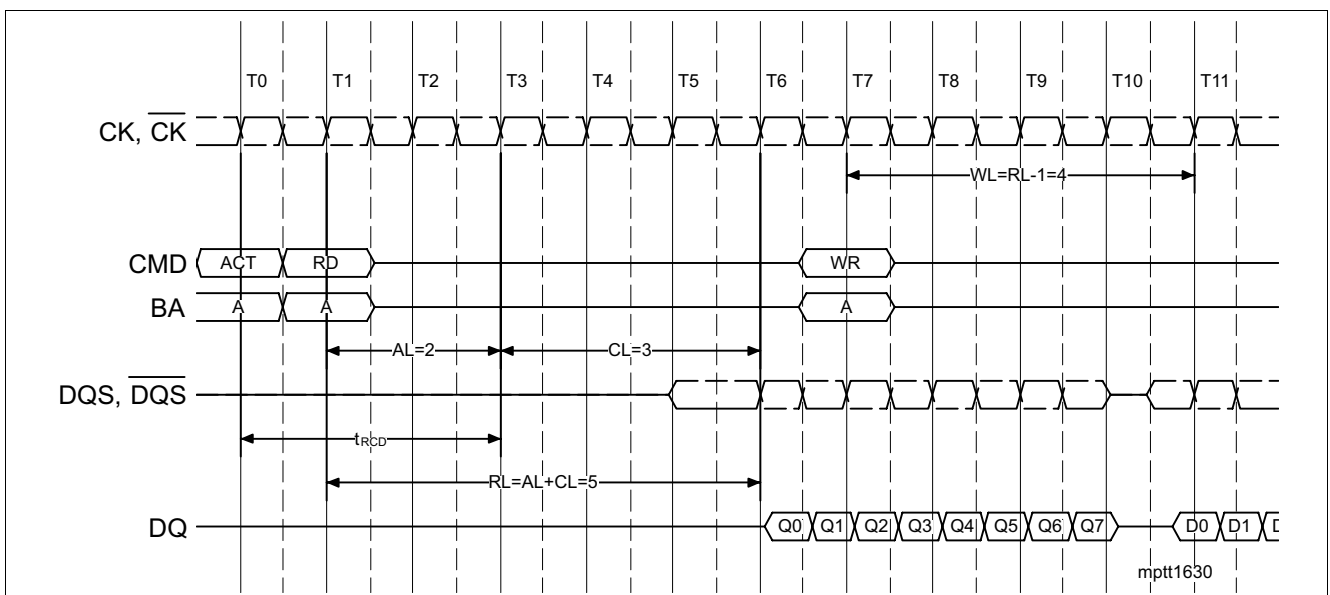 T0 T1 T2 T3 T4 T5 T6 T7 T8 T9 T10 T11
CK, CK
WL=RL-1=4
CMD ACT RD WR
BA A A A
AL=2 CL=3
DQS, DQS
tRCD
RL=AL+CL=5
DQ Q0 Q1 Q2 Q3 Q4 Q5 Q6 Q7 D0 D1
mptt1630